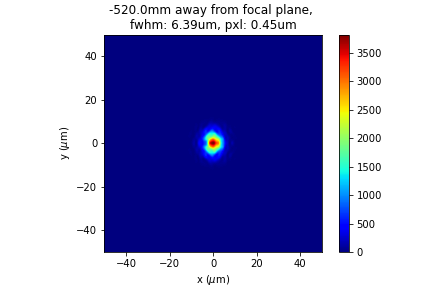 -520.0mm away from focal plane,
fwhm: 6.39um, pxl: 0.45um
40
20
0
−20
−40
y (μm)
−40 −20 0 20 40
x (μm)
3500
3000
2500
2000
1500
1000
500
0